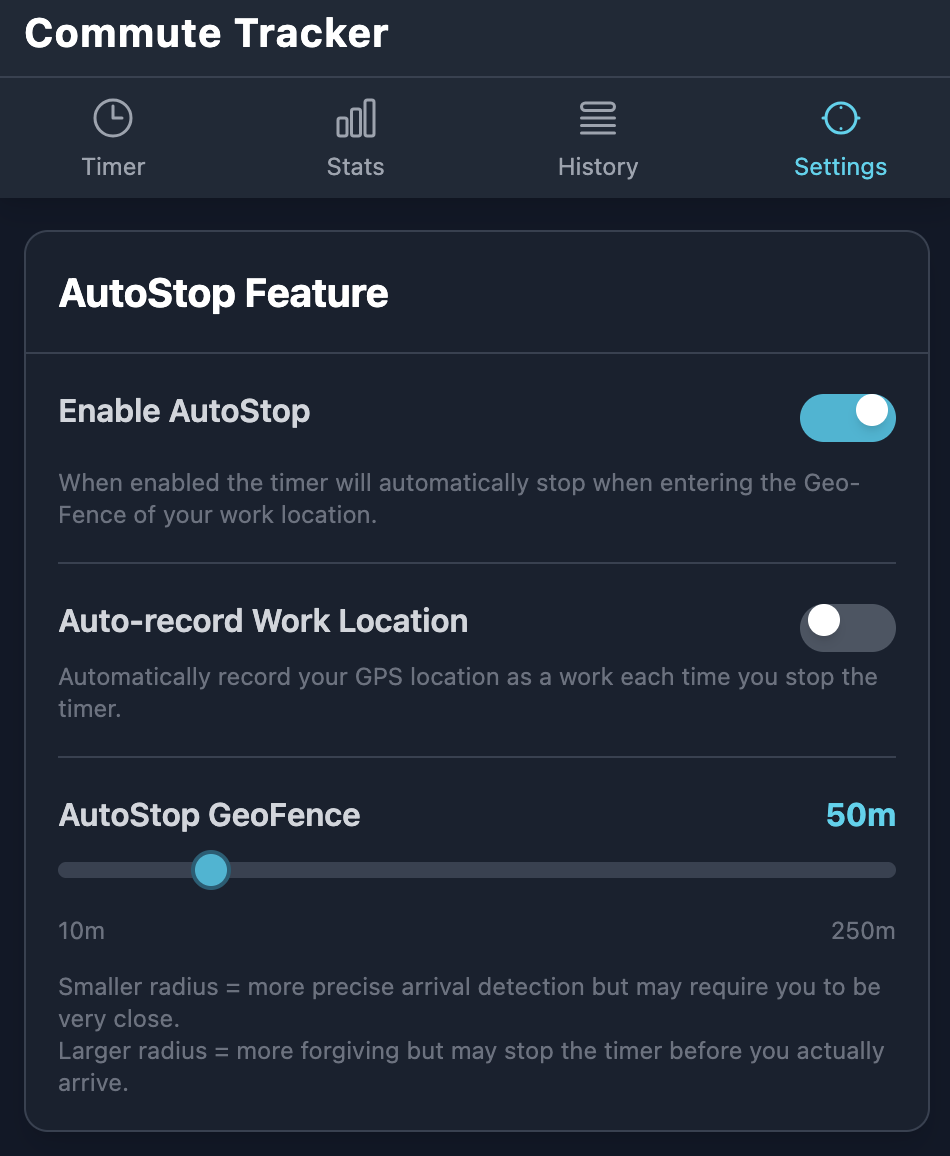 Commute Tracker
Timer
Stats
History
Settings
AutoStop Feature
Enable AutoStop
When enabled the timer will automatically stop when entering the Geo-
Fence of your work location.
Auto-record Work Location
Automatically record your GPS location as a work each time you stop the
timer.
AutoStop GeoFence 50m
10m 250m
Smaller radius = more precise arrival detection but may require you to be
very close.
Larger radius = more forgiving but may stop the timer before you actually
arrive.